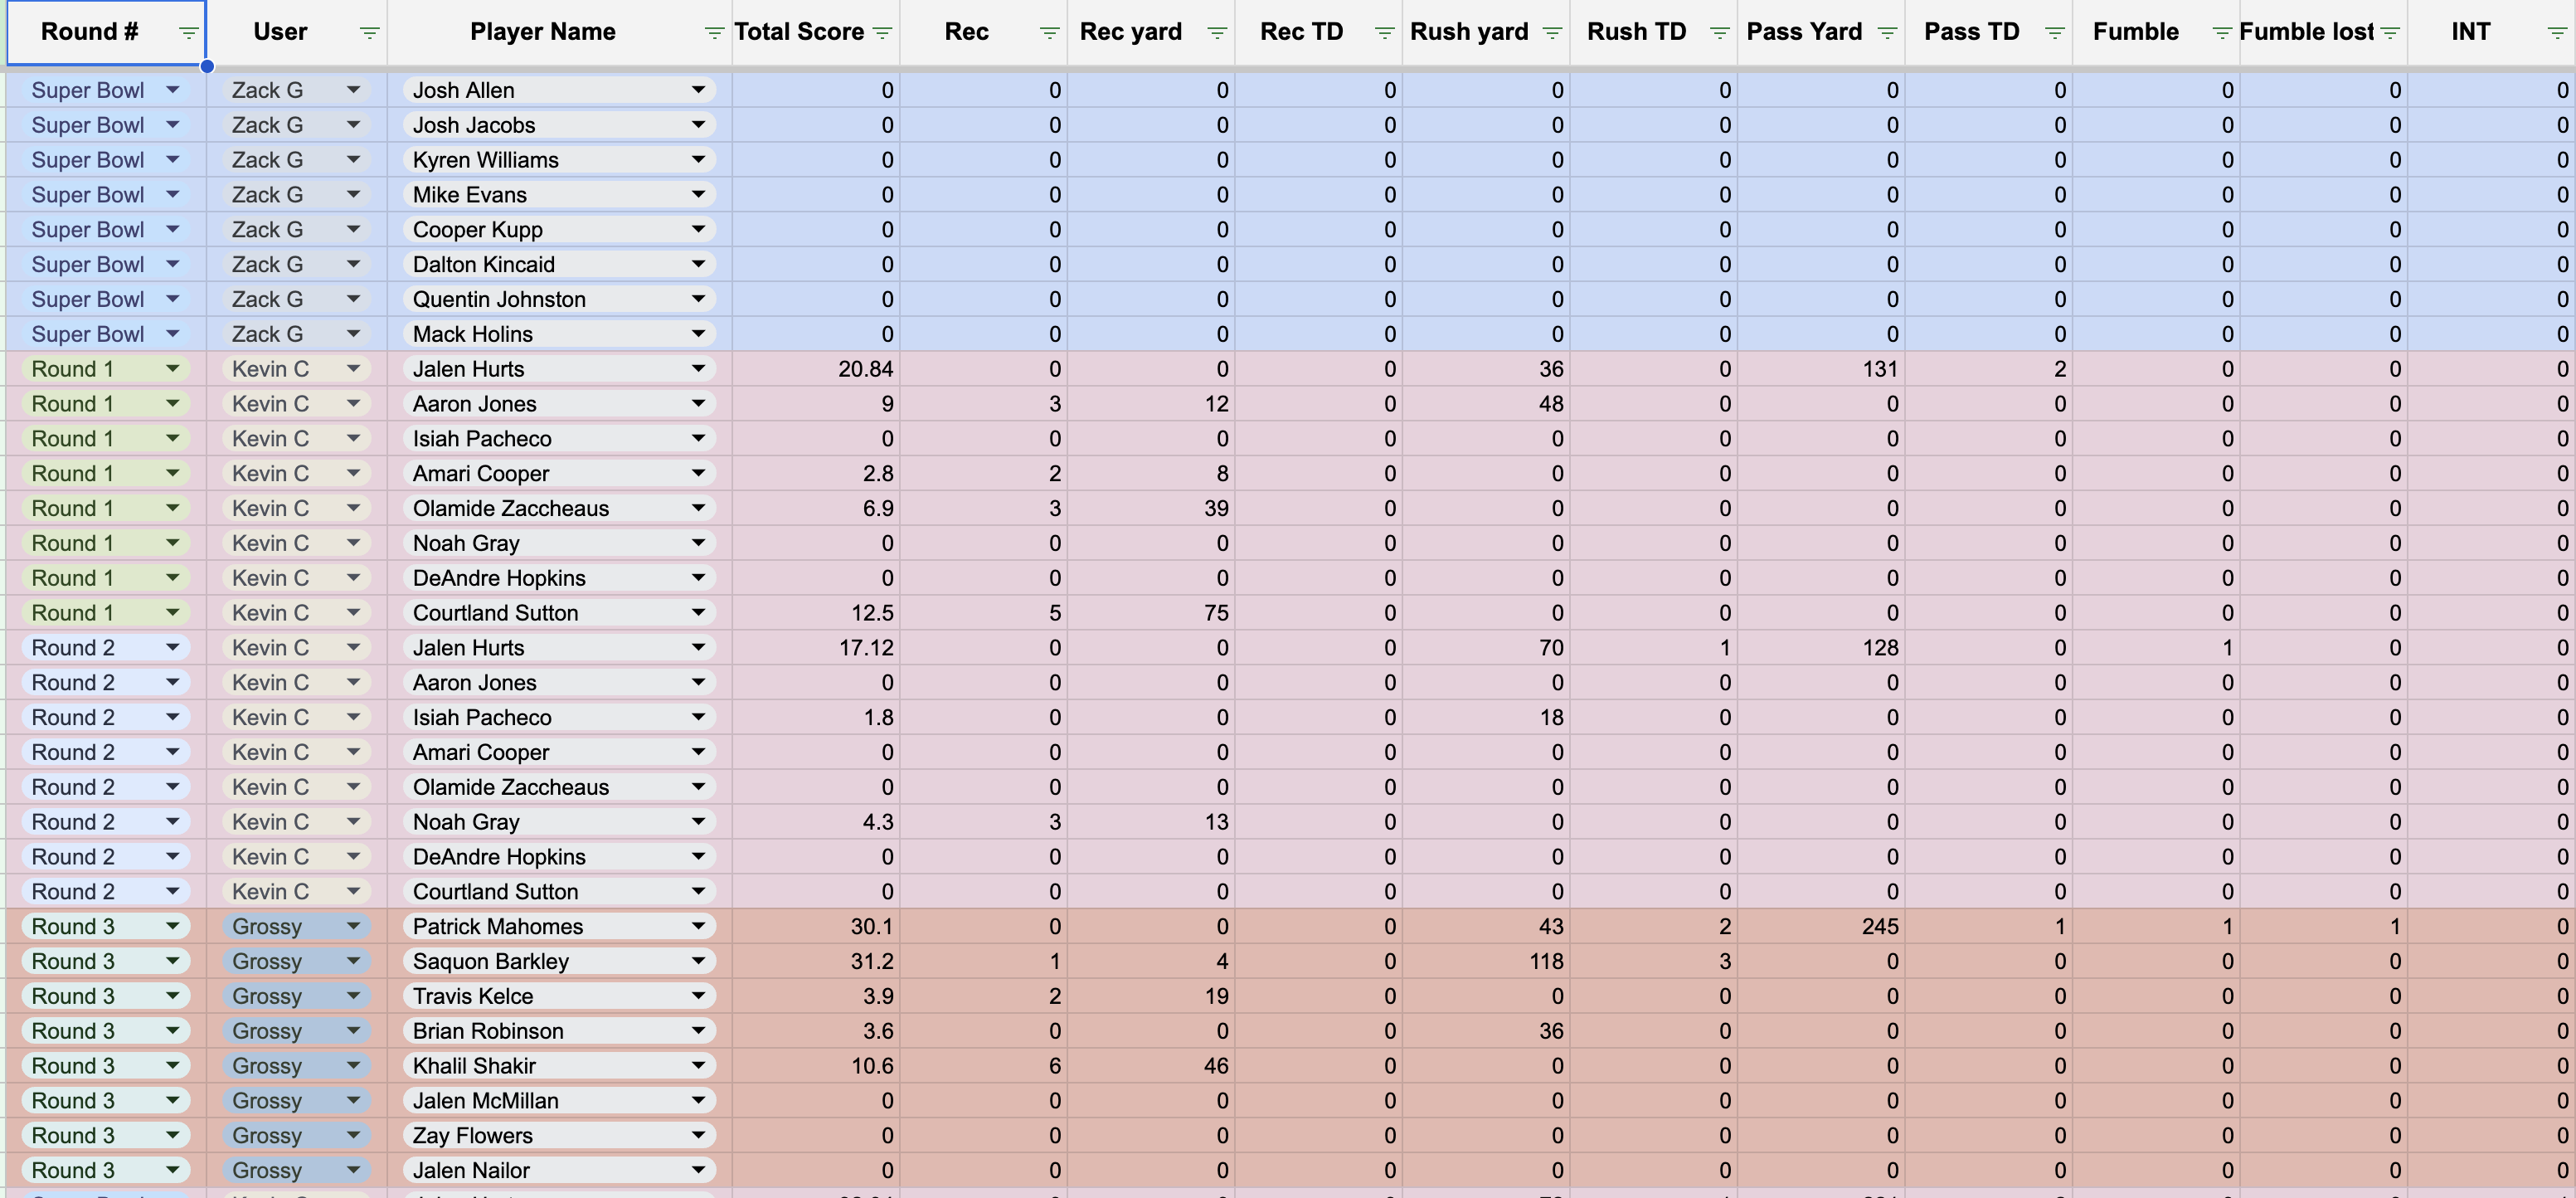 Round # User Player Name Total Score Rec Rec yard Rec TD Rush yard Rush TD Pass Yard Pass TD Fumble Fumble lost INT
Super Bowl Zack G Josh Allen 0 0 0 0 0 0 0 0 0 0 0
Super Bowl Zack G Josh Jacobs 0 0 0 0 0 0 0 0 0 0 0
Super Bowl Zack G Kyren Williams 0 0 0 0 0 0 0 0 0 0 0
Super Bowl Zack G Mike Evans 0 0 0 0 0 0 0 0 0 0 0
Super Bowl Zack G Cooper Kupp 0 0 0 0 0 0 0 0 0 0 0
Super Bowl Zack G Dalton Kincaid 0 0 0 0 0 0 0 0 0 0 0
Super Bowl Zack G Quentin Johnston 0 0 0 0 0 0 0 0 0 0 0
Super Bowl Zack G Mack Holins 0 0 0 0 0 0 0 0 0 0 0
Round 1 Kevin C Jalen Hurts 20.84 0 0 0 36 0 131 2 0 0 0
Round 1 Kevin C Aaron Jones 9 3 12 0 48 0 0 0 0 0 0
Round 1 Kevin C Isiah Pacheco 0 0 0 0 0 0 0 0 0 0 0
Round 1 Kevin C Amari Cooper 2.8 2 8 0 0 0 0 0 0 0 0
Round 1 Kevin C Olamide Zaccheaus 6.9 3 39 0 0 0 0 0 0 0 0
Round 1 Kevin C Noah Gray 0 0 0 0 0 0 0 0 0 0 0
Round 1 Kevin C DeAndre Hopkins 0 0 0 0 0 0 0 0 0 0 0
Round 1 Kevin C Courtland Sutton 12.5 5 75 0 0 0 0 0 0 0 0
Round 2 Kevin C Jalen Hurts 17.12 0 0 0 70 1 128 0 1 0 0
Round 2 Kevin C Aaron Jones 0 0 0 0 0 0 0 0 0 0 0
Round 2 Kevin C Isiah Pacheco 1.8 0 0 0 18 0 0 0 0 0 0
Round 2 Kevin C Amari Cooper 0 0 0 0 0 0 0 0 0 0 0
Round 2 Kevin C Olamide Zaccheaus 0 0 0 0 0 0 0 0 0 0 0
Round 2 Kevin C Noah Gray 4.3 3 13 0 0 0 0 0 0 0 0
Round 2 Kevin C DeAndre Hopkins 0 0 0 0 0 0 0 0 0 0 0
Round 2 Kevin C Courtland Sutton 0 0 0 0 0 0 0 0 0 0 0
Round 3 Grossy Patrick Mahomes 30.1 0 0 0 43 2 245 1 1 1 0
Round 3 Grossy Saquon Barkley 31.2 1 4 0 118 3 0 0 0 0 0
Round 3 Grossy Travis Kelce 3.9 2 19 0 0 0 0 0 0 0 0
Round 3 Grossy Brian Robinson 3.6 0 0 0 36 0 0 0 0 0 0
Round 3 Grossy Khalil Shakir 10.6 6 46 0 0 0 0 0 0 0 0
Round 3 Grossy Jalen McMillan 0 0 0 0 0 0 0 0 0 0 0
Round 3 Grossy Zay Flowers 0 0 0 0 0 0 0 0 0 0 0
Round 3 Grossy Jalen Nailor 0 0 0 0 0 0 0 0 0 0 0